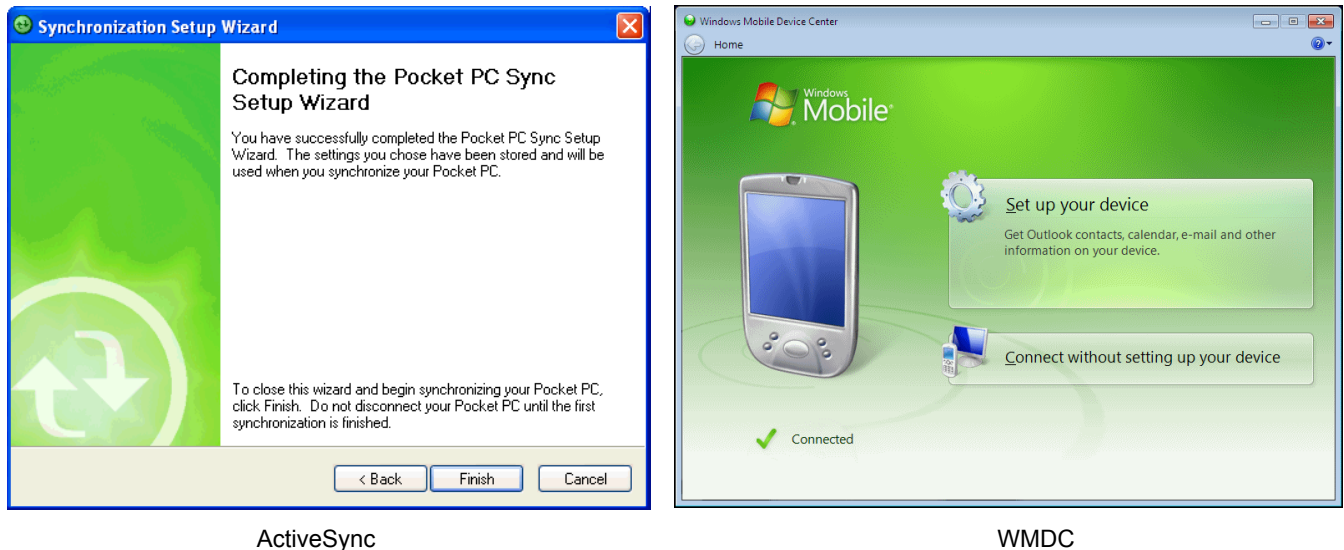 Synchronization Setup Wizard
Completing the Pocket PC Sync
Setup Wizard
You have successfully completed the Pocket PC Sync Setup
Wizard. The settings you chose have been stored and will be
used when you synchronize your Pocket PC.
To close this wizard and begin synchronizing your Pocket PC,
click Finish. Do not disconnect your Pocket PC until the first
synchronization is finished.
< Back
Finish
Cancel
ActiveSync
Windows Mobile Device Center
Home
Windows
Mobile
Set up your device
Get Outlook contacts, calendar, e-mail and other
information on your device.
Connect without setting up your device
Connected
WMDC